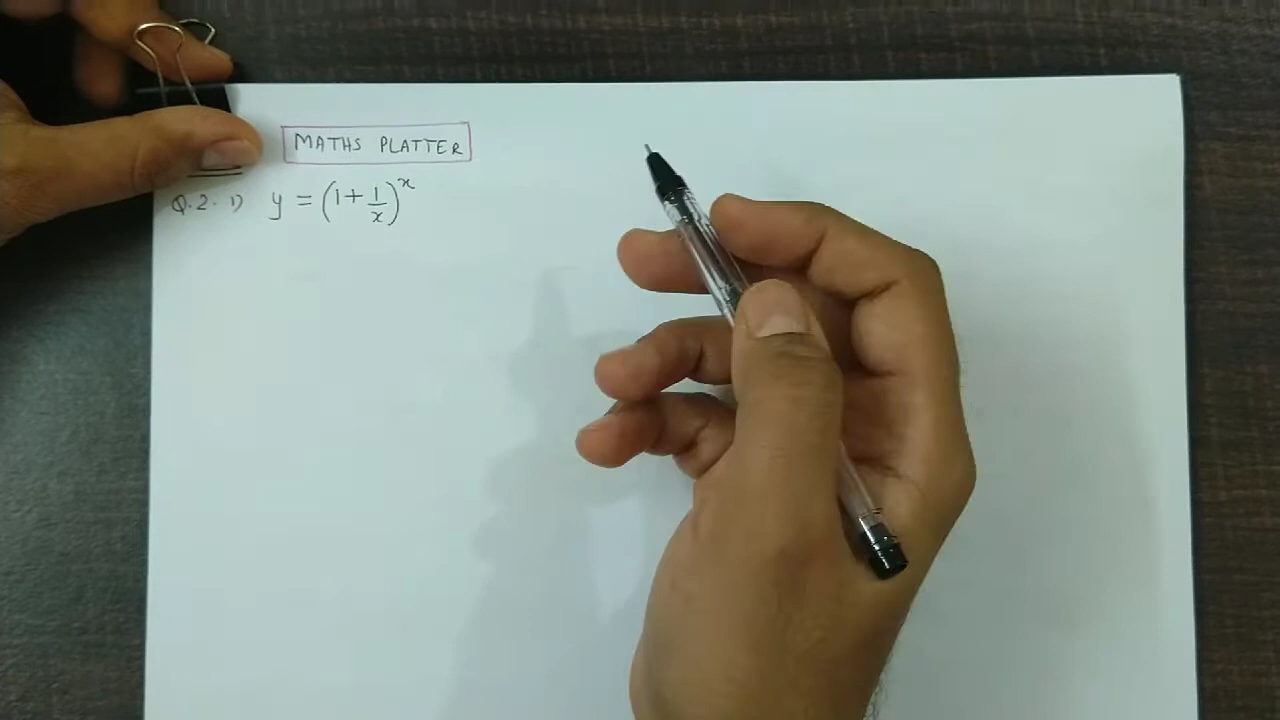 MATHS PLATTER
Q.2. 1) y = (1 + 1/x)^x